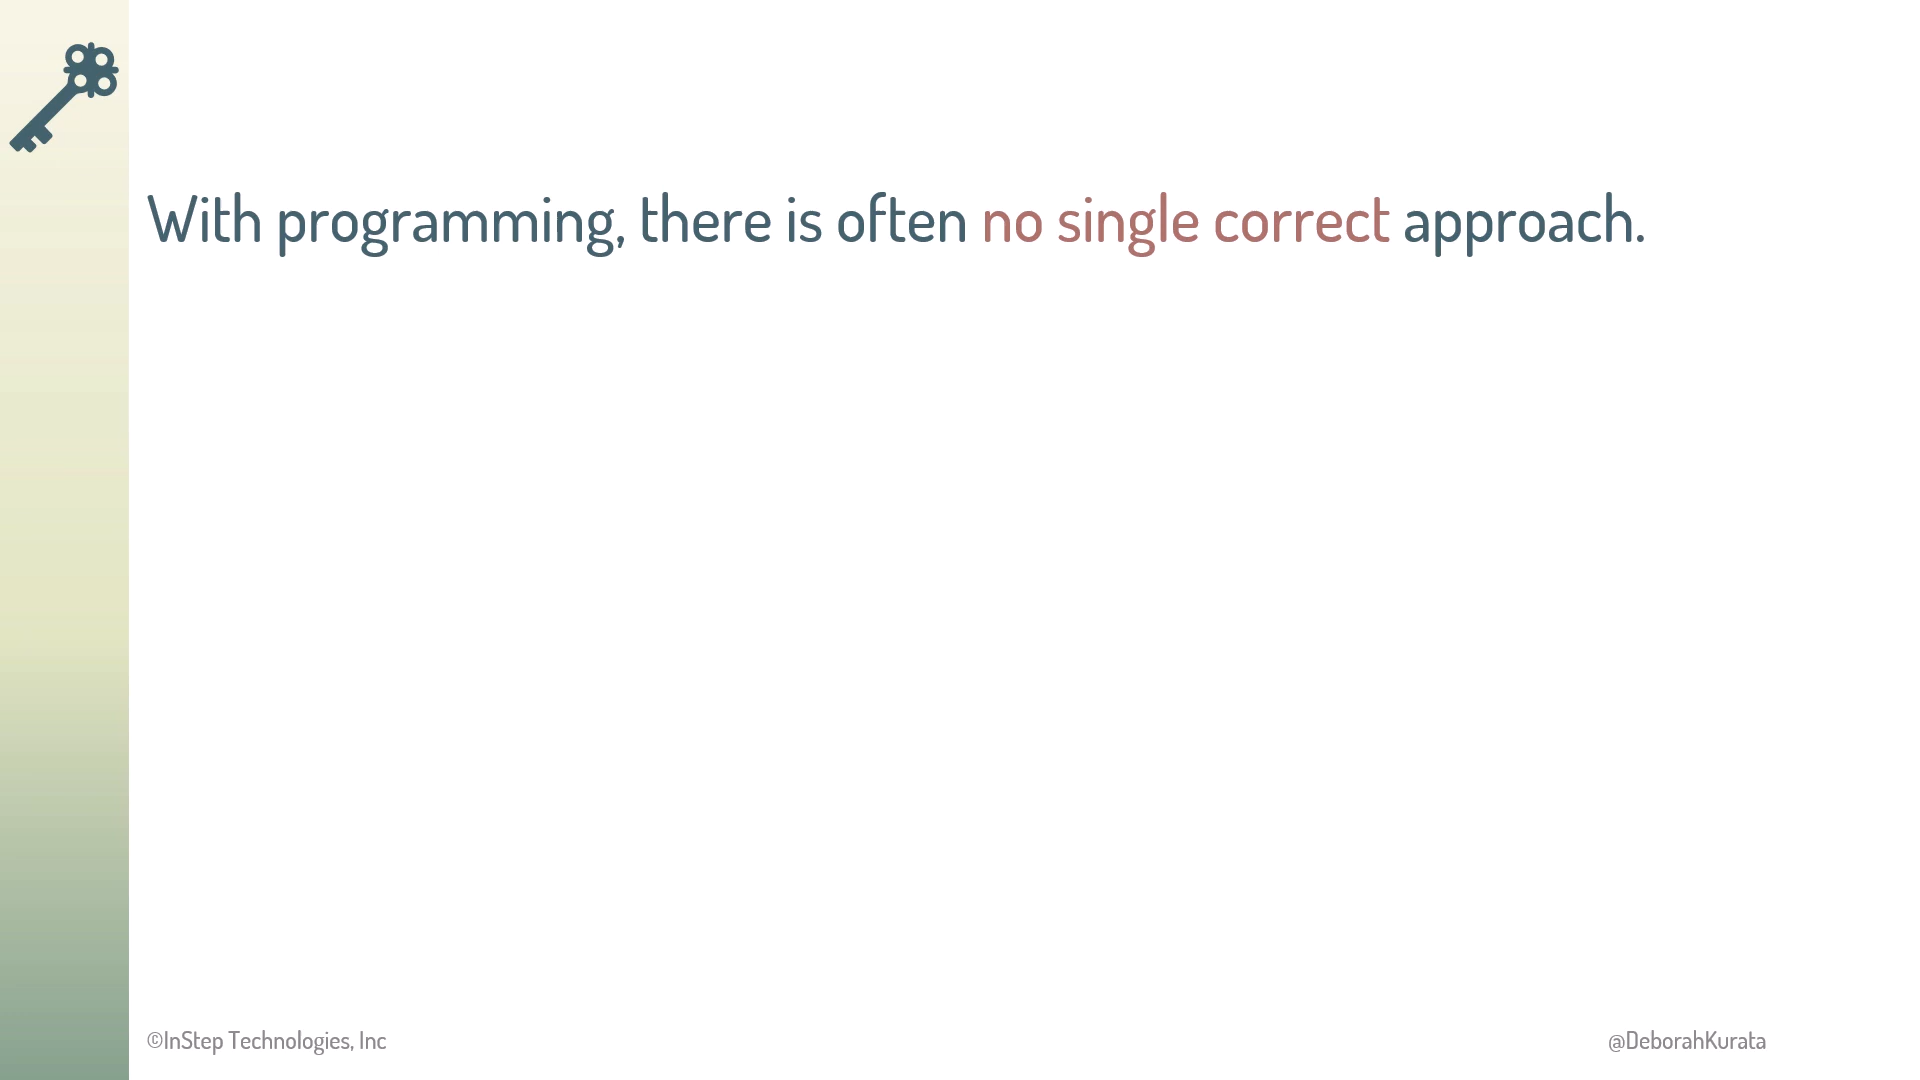 With programming, there is often no single correct approach.
©InStep Technologies, Inc
@DeborahKurata